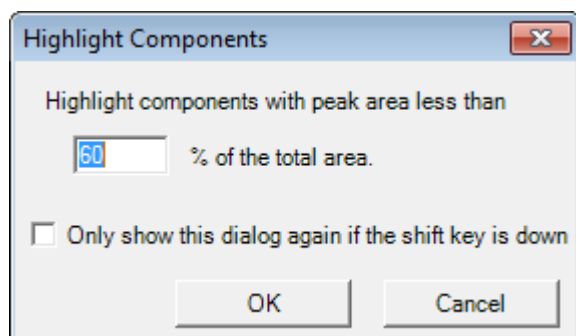 Highlight Components
Highlight components with peak area less than
60 % of the total area.
Only show this dialog again if the shift key is down
OK Cancel